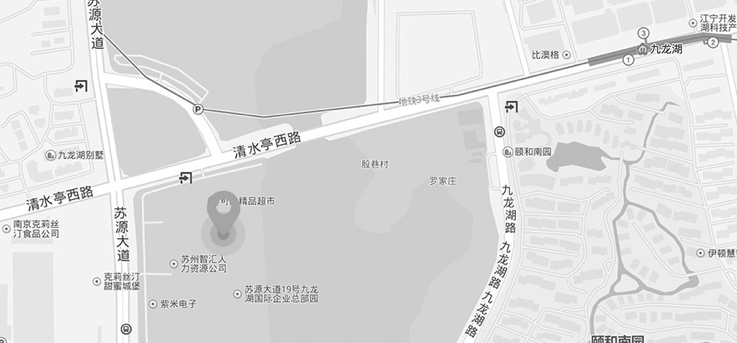 苏源大道
江宁开发
湖科技产
3
九龙湖
2
比澳格
1
地铁3号线
P
清水亭西路
九龙湖别墅
颐和南园
殷巷村
罗家庄
清水亭西路
精品超市
九龙湖路
苏源大道
南京克莉丝
汀食品公司
九龙湖路
伊顿慧
苏州智汇人
力资源公司
克莉丝汀
甜蜜城堡
苏源大道19号九龙
湖国际企业总部园
紫米电子
九龙湖路
颐和南园